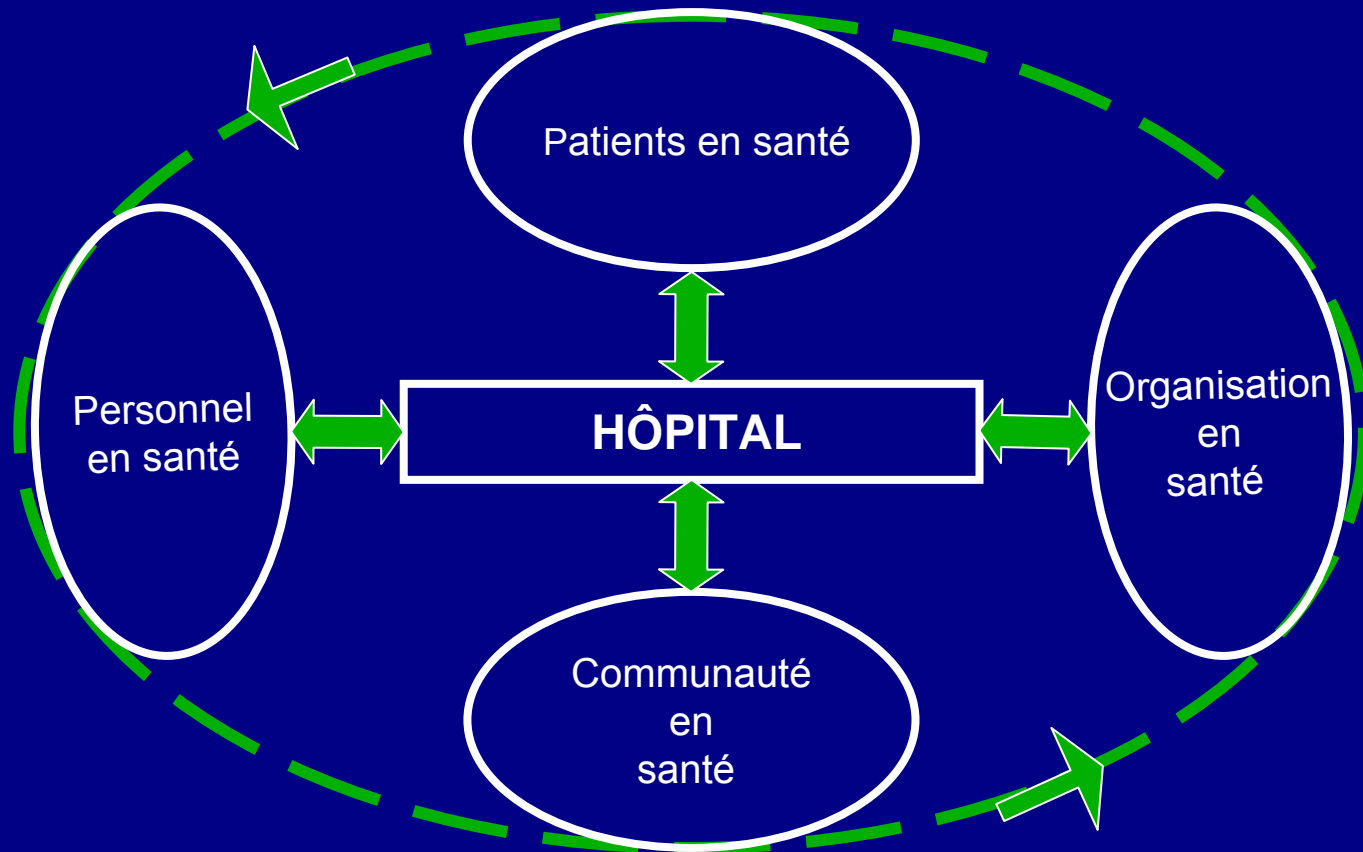 Patients en santé
Personnel
en santé
HÔPITAL
Organisation
en
santé
Communauté
en
santé